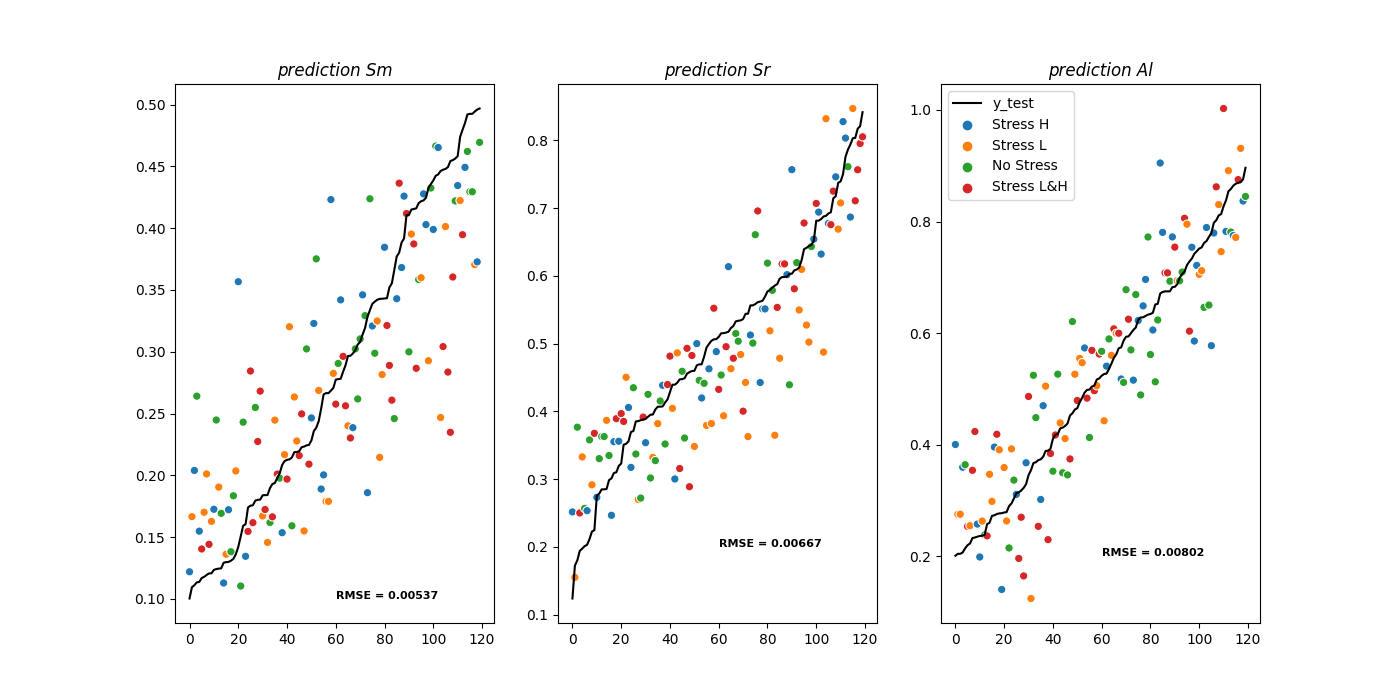 prediction Sm
0.50
0.45
0.40
0.35
0.30
0.25
0.20
0.15
0.10
RMSE = 0.00537
0 20 40 60 80 100 120
prediction Sr
0.8
0.7
0.6
0.5
0.4
0.3
0.2
0.1
RMSE = 0.00667
0 20 40 60 80 100 120
prediction Al
1.0
0.8
0.6
0.4
0.2
y_test
Stress H
Stress L
No Stress
Stress L&H
RMSE = 0.00802
0 20 40 60 80 100 120